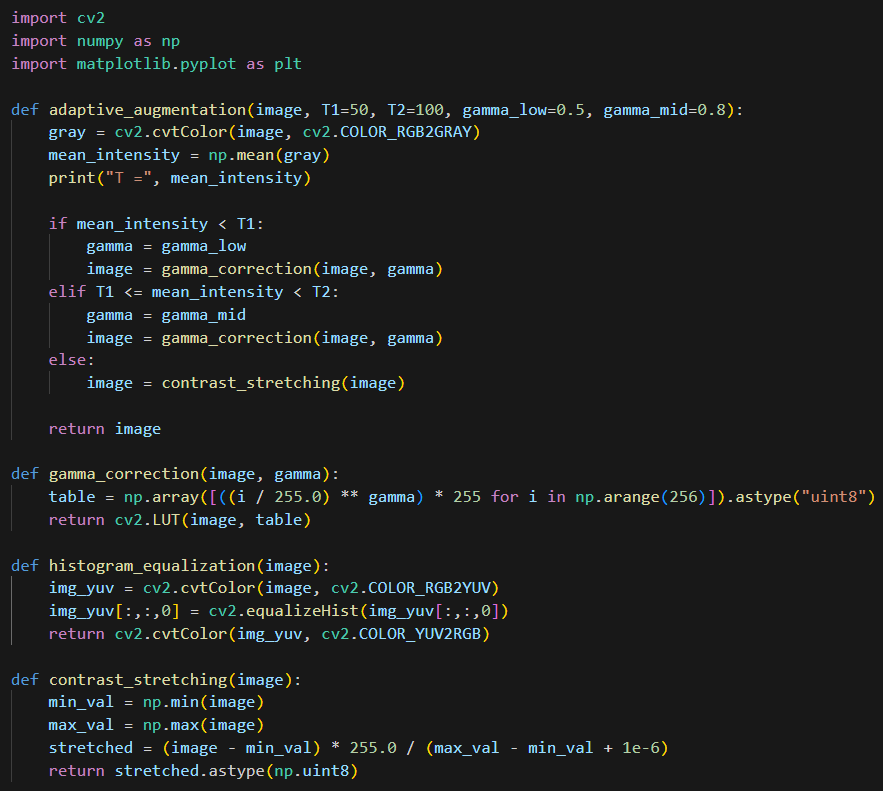 import cv2
import numpy as np
import matplotlib.pyplot as plt

def adaptive_augmentation(image, T1=50, T2=100, gamma_low=0.5, gamma_mid=0.8):
    gray = cv2.cvtColor(image, cv2.COLOR_RGB2GRAY)
    mean_intensity = np.mean(gray)
    print("T =", mean_intensity)

    if mean_intensity < T1:
        gamma = gamma_low
        image = gamma_correction(image, gamma)
    elif T1 <= mean_intensity < T2:
        gamma = gamma_mid
        image = gamma_correction(image, gamma)
    else:
        image = contrast_stretching(image)

    return image

def gamma_correction(image, gamma):
    table = np.array([((i / 255.0) ** gamma) * 255 for i in np.arange(256)]).astype("uint8")
    return cv2.LUT(image, table)

def histogram_equalization(image):
    img_yuv = cv2.cvtColor(image, cv2.COLOR_RGB2YUV)
    img_yuv[:,:,0] = cv2.equalizeHist(img_yuv[:,:,0])
    return cv2.cvtColor(img_yuv, cv2.COLOR_YUV2RGB)

def contrast_stretching(image):
    min_val = np.min(image)
    max_val = np.max(image)
    stretched = (image - min_val) * 255.0 / (max_val - min_val + 1e-6)
    return stretched.astype(np.uint8)